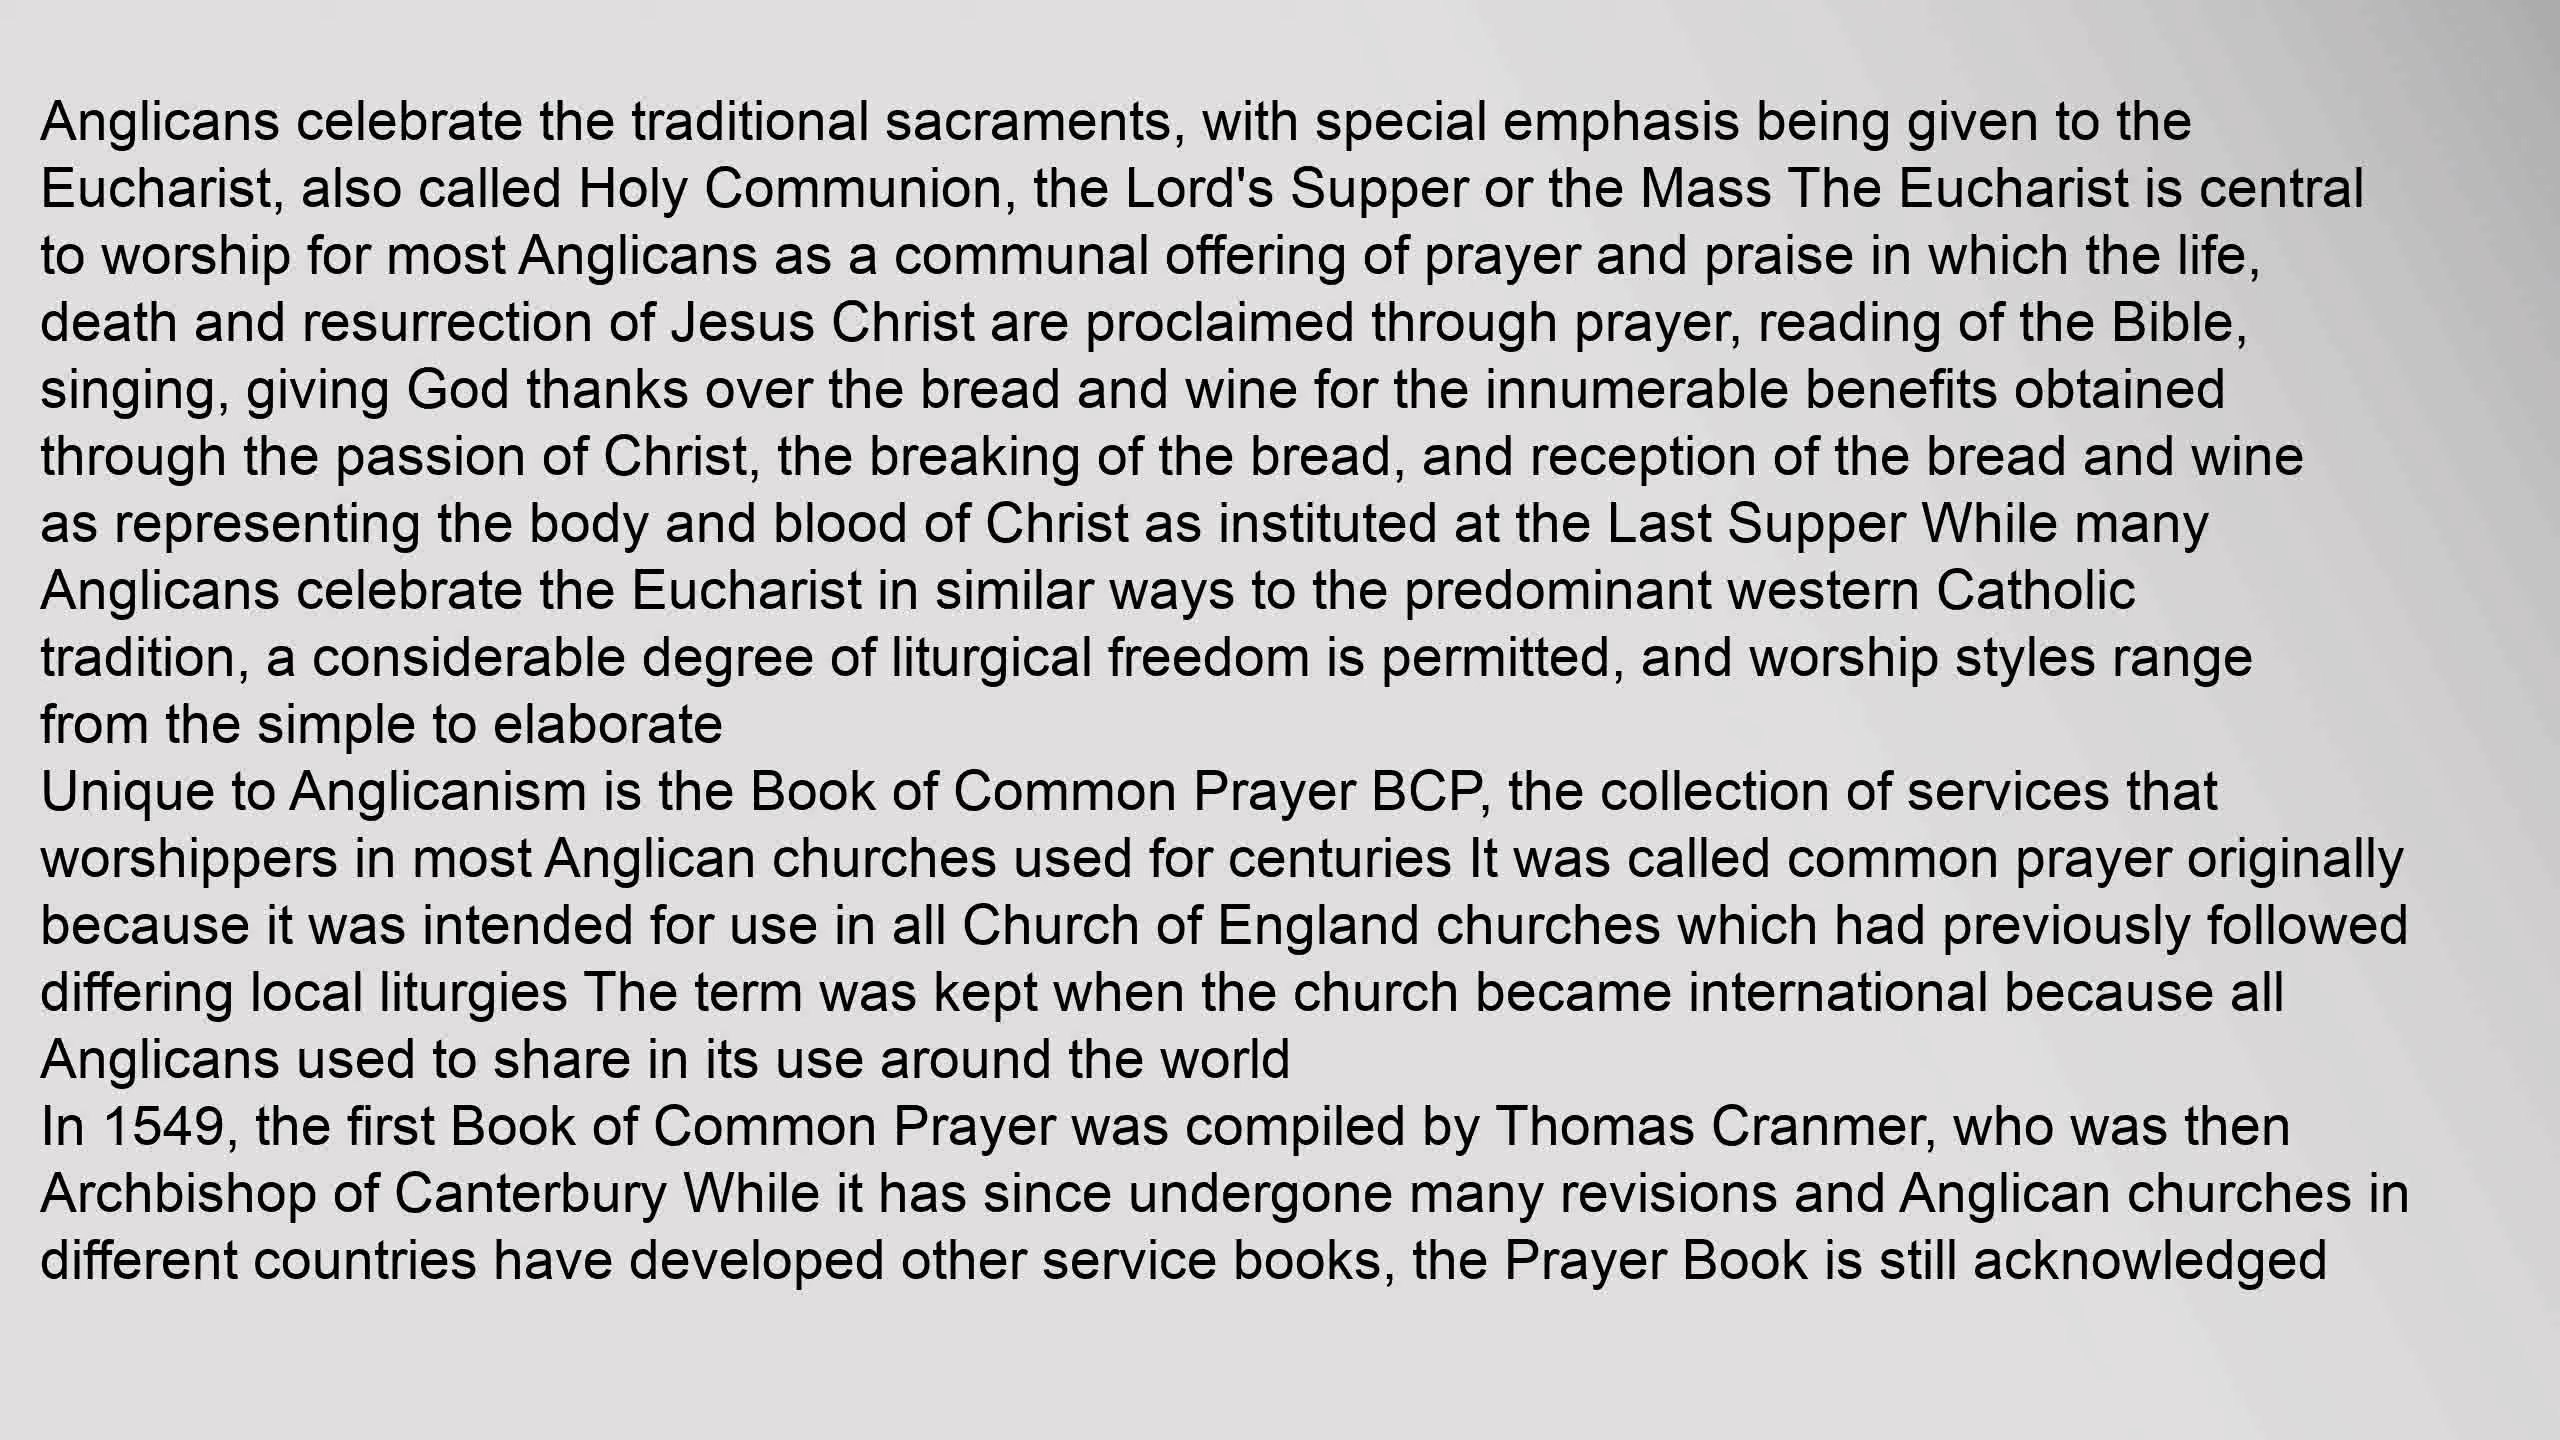 Anglicans celebrate the traditional sacraments, with special emphasis being given to the
Eucharist, also called Holy Communion, the Lord's Supper or the Mass The Eucharist is central
to worship for most Anglicans as a communal offering of prayer and praise in which the life,
death and resurrection of Jesus Christ are proclaimed through prayer, reading of the Bible,
singing, giving God thanks over the bread and wine for the innumerable benefits obtained
through the passion of Christ, the breaking of the bread, and reception of the bread and wine
as representing the body and blood of Christ as instituted at the Last Supper While many
Anglicans celebrate the Eucharist in similar ways to the predominant western Catholic
tradition, a considerable degree of liturgical freedom is permitted, and worship styles range
from the simple to elaborate
Unique to Anglicanism is the Book of Common Prayer BCP, the collection of services that
worshippers in most Anglican churches used for centuries It was called common prayer originally
because it was intended for use in all Church of England churches which had previously followed
differing local liturgies The term was kept when the church became international because all
Anglicans used to share in its use around the world
In 1549, the first Book of Common Prayer was compiled by Thomas Cranmer, who was then
Archbishop of Canterbury While it has since undergone many revisions and Anglican churches in
different countries have developed other service books, the Prayer Book is still acknowledged